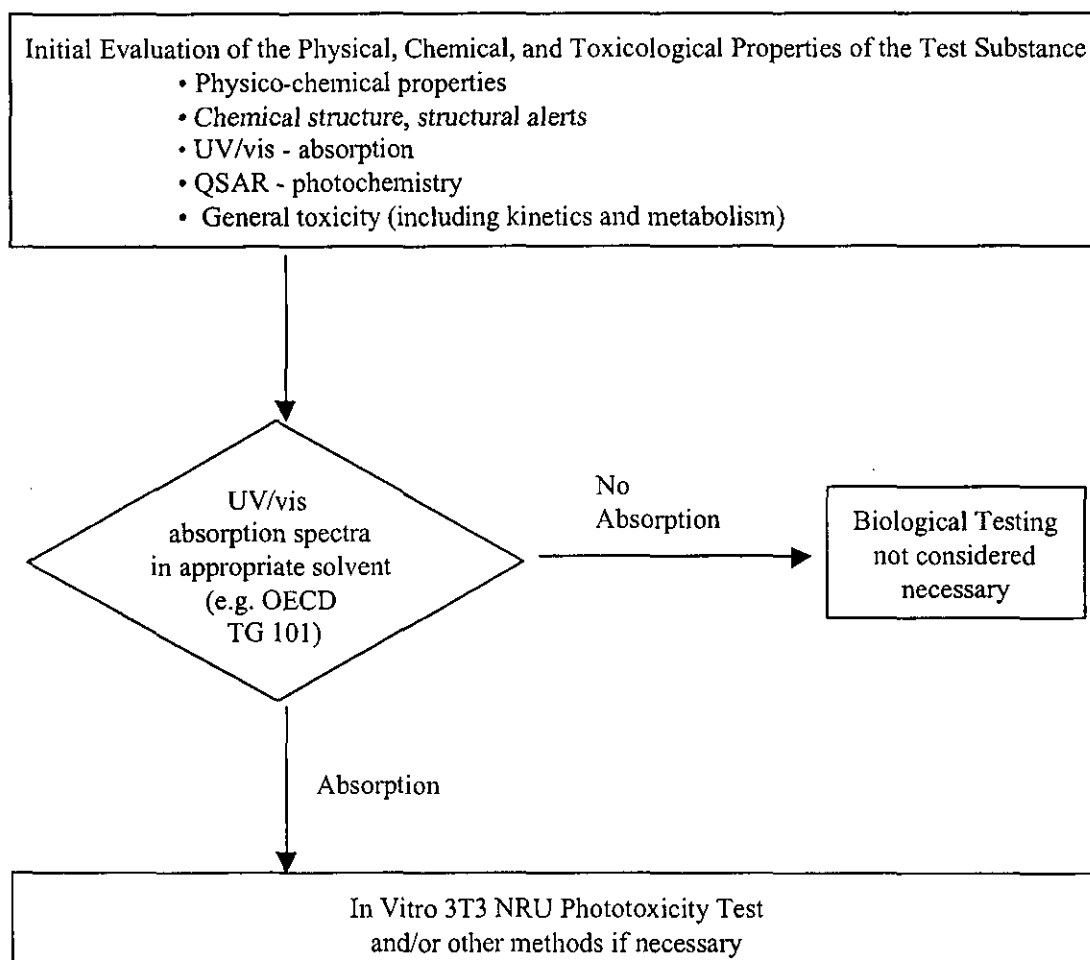 Initial Evaluation of the Physical, Chemical, and Toxicological Properties of the Test Substance
• Physico-chemical properties
• Chemical structure, structural alerts
• UV/vis - absorption
• QSAR - photochemistry
• General toxicity (including kinetics and metabolism)
UV/vis
absorption spectra
in appropriate solvent
(e.g. OECD
TG 101)
No
Absorption
Biological Testing
not considered
necessary
Absorption
In Vitro 3T3 NRU Phototoxicity Test
and/or other methods if necessary